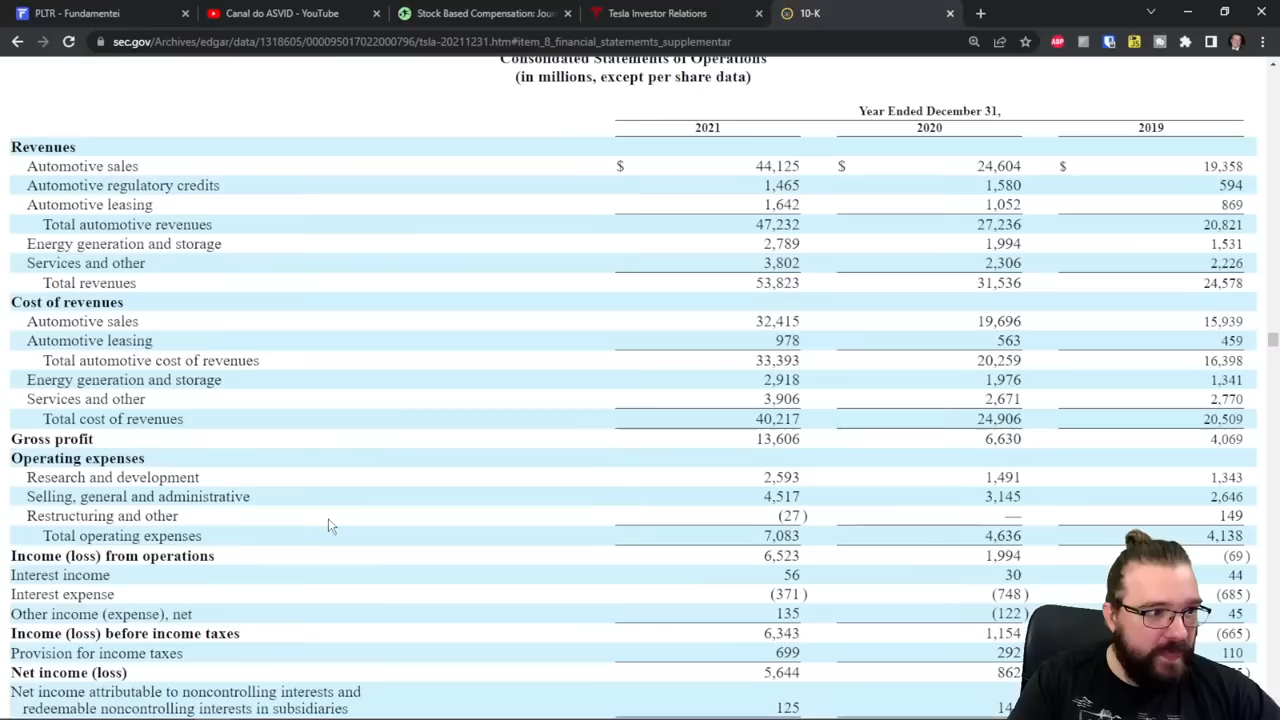 PLTR - Fundamentei
Canal do ASVID - YouTube
Stock Based Compensation: Jou
Tesla Investor Relations
10-K
sec.gov/Archives/edgar/data/1318605/000095017022000796/tsla-20211231.htm#item_8_financial_statememts_supplementar
Consolidated Statements of Operations
(in millions, except per share data)
Year Ended December 31,
2021 2020 2019
Revenues
Automotive sales $ 44,125 $ 24,604 $ 19,358
Automotive regulatory credits 1,465 1,580 594
Automotive leasing 1,642 1,052 869
Total automotive revenues 47,232 27,236 20,821
Energy generation and storage 2,789 1,994 1,531
Services and other 3,802 2,306 2,226
Total revenues 53,823 31,536 24,578
Cost of revenues
Automotive sales 32,415 19,696 15,939
Automotive leasing 978 563 459
Total automotive cost of revenues 33,393 20,259 16,398
Energy generation and storage 2,918 1,976 1,341
Services and other 3,906 2,671 2,770
Total cost of revenues 40,217 24,906 20,509
Gross profit 13,606 6,630 4,069
Operating expenses
Research and development 2,593 1,491 1,343
Selling, general and administrative 4,517 3,145 2,646
Restructuring and other (27) — 149
Total operating expenses 7,083 4,636 4,138
Income (loss) from operations 6,523 1,994 (69)
Interest income 56 30 44
Interest expense (371) (748) (685)
Other income (expense), net 135 (122) 45
Income (loss) before income taxes 6,343 1,154 (665)
Provision for income taxes 699 292 110
Net income (loss) 5,644 862
Net income attributable to noncontrolling interests and
redeemable noncontrolling interests in subsidiaries 125